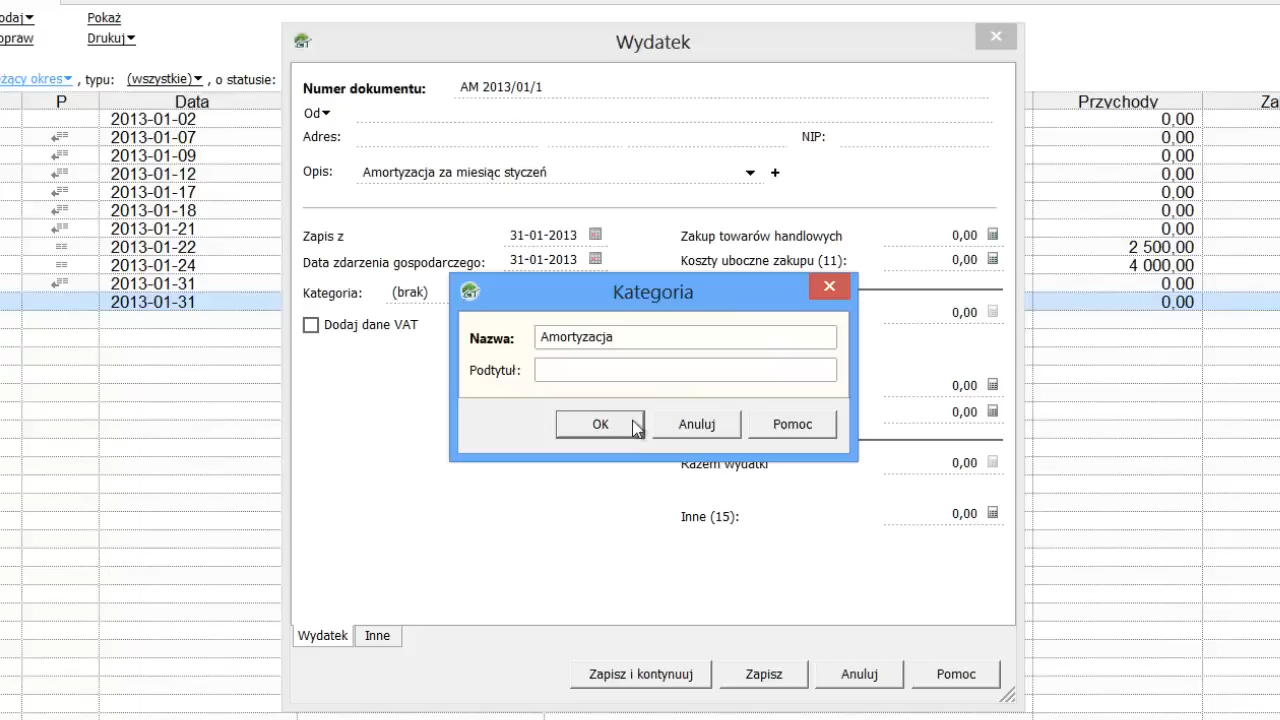 odaj Pokaż
opraw Drukuj
żący okres , typu: (wszystkie) , o statusie:
P Data Przychody Za
2013-01-02 0,00
2013-01-07 0,00
2013-01-09 0,00
2013-01-12 0,00
2013-01-17 0,00
2013-01-18 0,00
2013-01-21 0,00
2013-01-22 2 500,00
2013-01-24 4 000,00
2013-01-31 0,00
2013-01-31 0,00
Wydatek
Numer dokumentu: AM 2013/01/1
Od
Adres: NIP:
Opis: Amortyzacja za miesiąc styczeń
Zapis z 31-01-2013 Zakup towarów handlowych 0,00
Data zdarzenia gospodarczego: 31-01-2013 Koszty uboczne zakupu (11): 0,00
Kategoria: (brak)
0,00
Dodaj dane VAT
0,00
0,00
Razem wydatki 0,00
Inne (15): 0,00
Kategoria
Nazwa: Amortyzacja
Podtytuł:
OK Anuluj Pomoc
Wydatek Inne
Zapisz i kontynuuj Zapisz Anuluj Pomoc